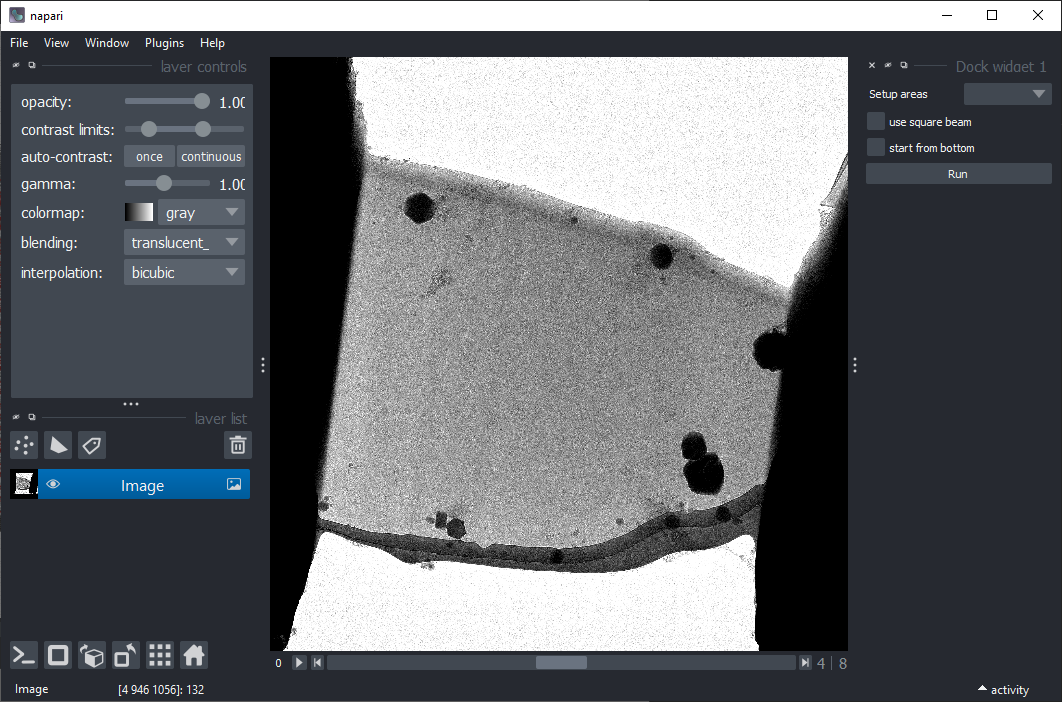 napari
File View Window Plugins Help
layer controls
opacity: 1.00
contrast limits:
auto-contrast: once continuous
gamma: 1.00
colormap: gray
blending: translucent_
interpolation: bicubic
layer list
Image
Image [4 946 1056]: 132
0 4 | 8
Dock widget 1
Setup areas
use square beam
start from bottom
Run
activity